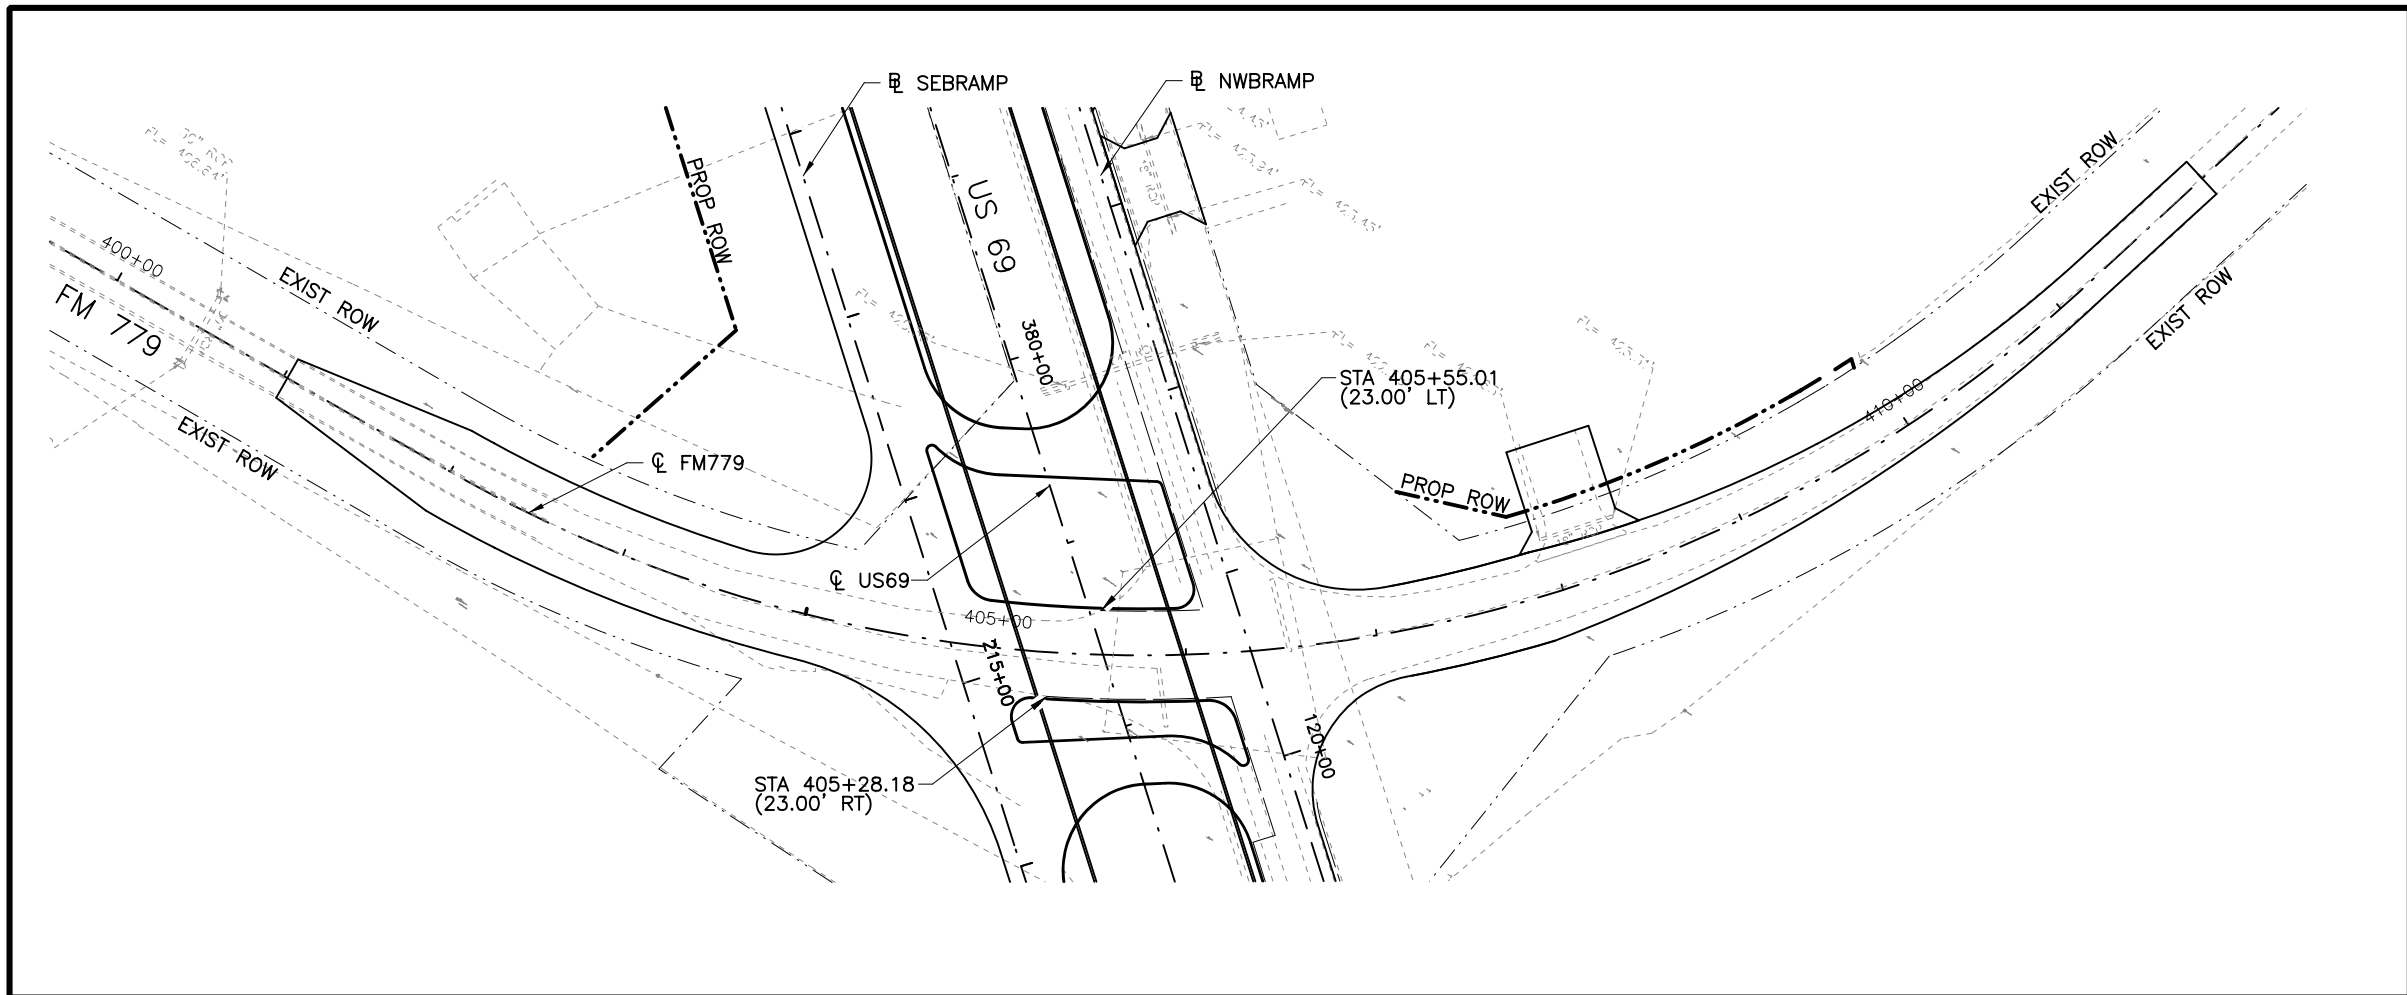 ℄ SEBRAMP
℄ NWBRAMP
PROP ROW
US 69
EXIST ROW
400+00
EXIST ROW
FM 779
EXIST ROW
380+00
STA 405+55.01
(23.00' LT)
410+00
EXIST ROW
℄ FM779
PROP ROW
℄ US69
405+00
215+00
120+00
STA 405+28.18
(23.00' RT)